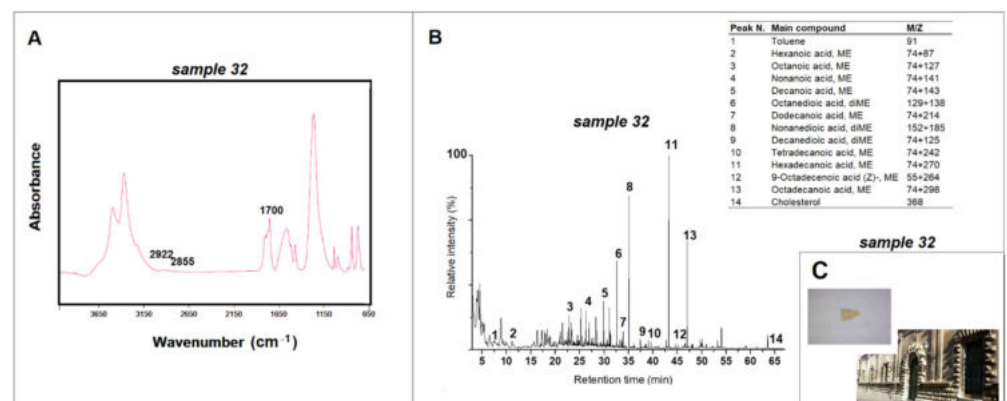 A
sample 32
Absorbance
2922
2855
1700
3650 3150 2650 2150 1650 1150 650
Wavenumber (cm⁻¹)
B
sample 32
Relative intensity (%)
100
1 2 3 4 5 6 7 8 9 10 11 12 13 14
5 10 15 20 25 30 35 40 45 50 55 60 65
Retention time (min)
Peak N. Main compound M/Z
1 Toluene 91
2 Hexanoic acid, ME 74+87
3 Octanoic acid, ME 74+127
4 Nonanoic acid, ME 74+141
5 Decanoic acid, ME 74+143
6 Octanedioic acid, diME 129+138
7 Dodecanoic acid, ME 74+214
8 Nonanedioic acid, diME 152+185
9 Decanedioic acid, diME 74+125
10 Tetradecanoic acid, ME 74+242
11 Hexadecanoic acid, ME 74+270
12 9-Octadecenoic acid (Z)-, ME 55+264
13 Octadecanoic acid, ME 74+298
14 Cholesterol 368
sample 32
C